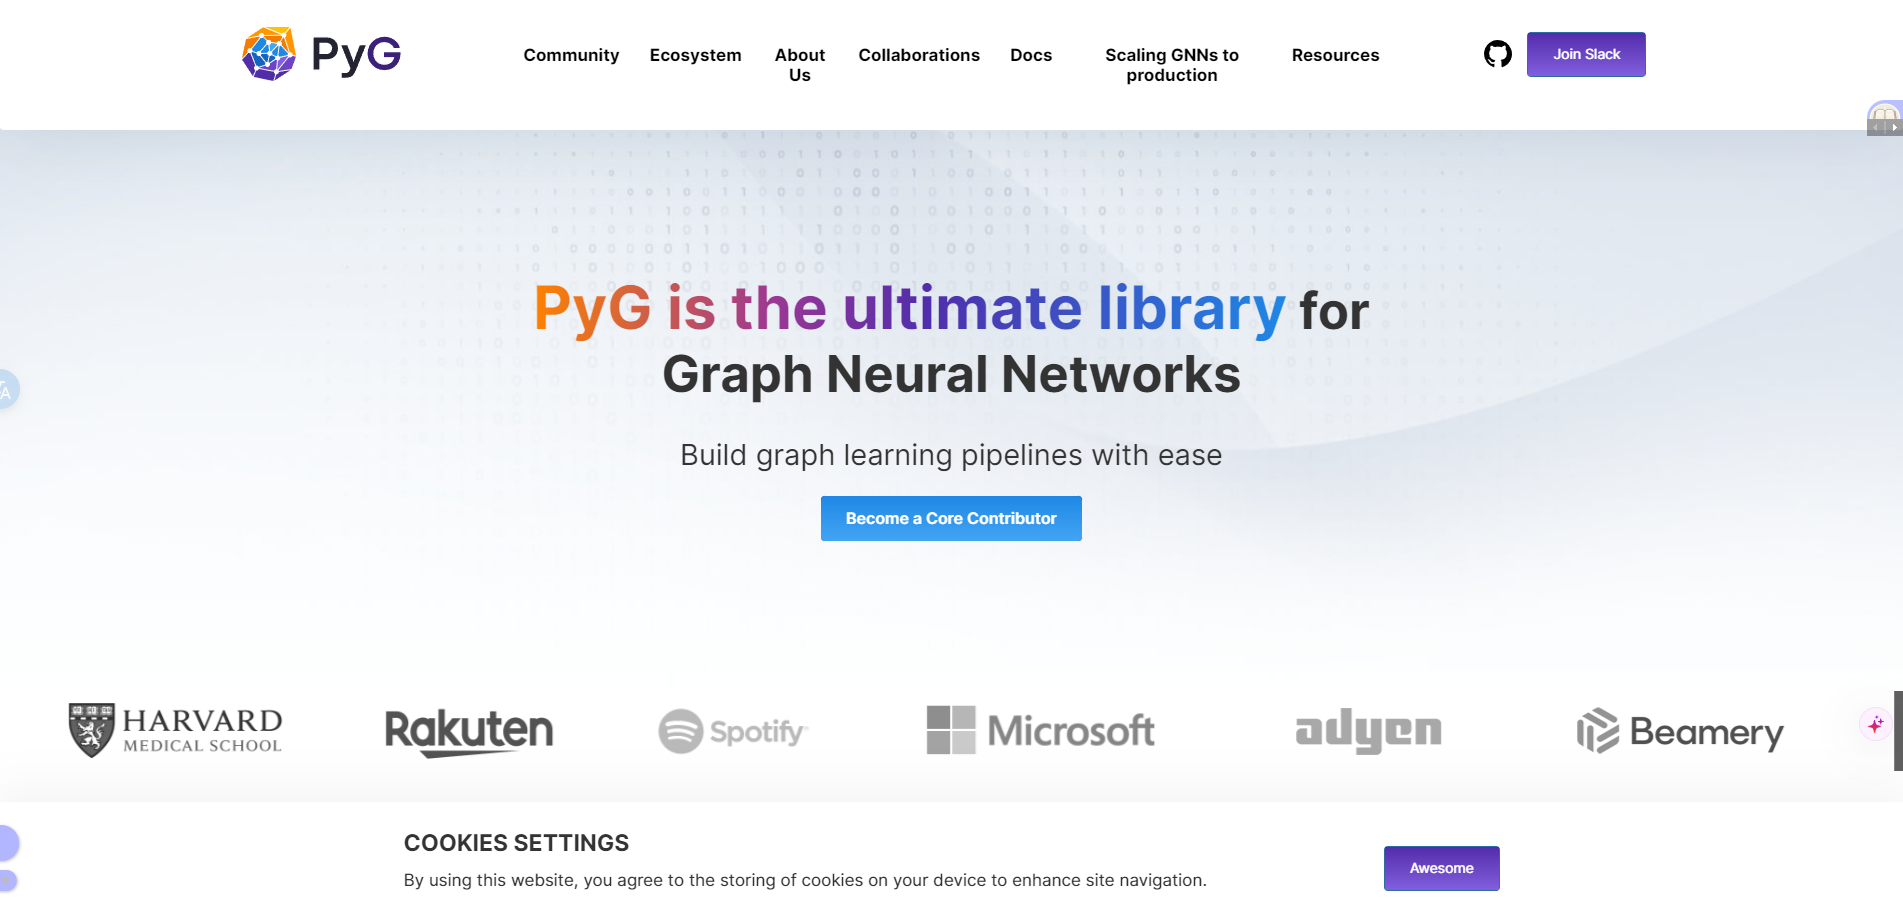 PyG
Community
Ecosystem
About
Us
Collaborations
Docs
Scaling GNNs to
production
Resources
Join Slack
PyG is the ultimate library for
Graph Neural Networks
Build graph learning pipelines with ease
Become a Core Contributor
HARVARD
MEDICAL SCHOOL
Rakuten
Spotify
Microsoft
adyen
Beamery
COOKIES SETTINGS
By using this website, you agree to the storing of cookies on your device to enhance site navigation.
Awesome